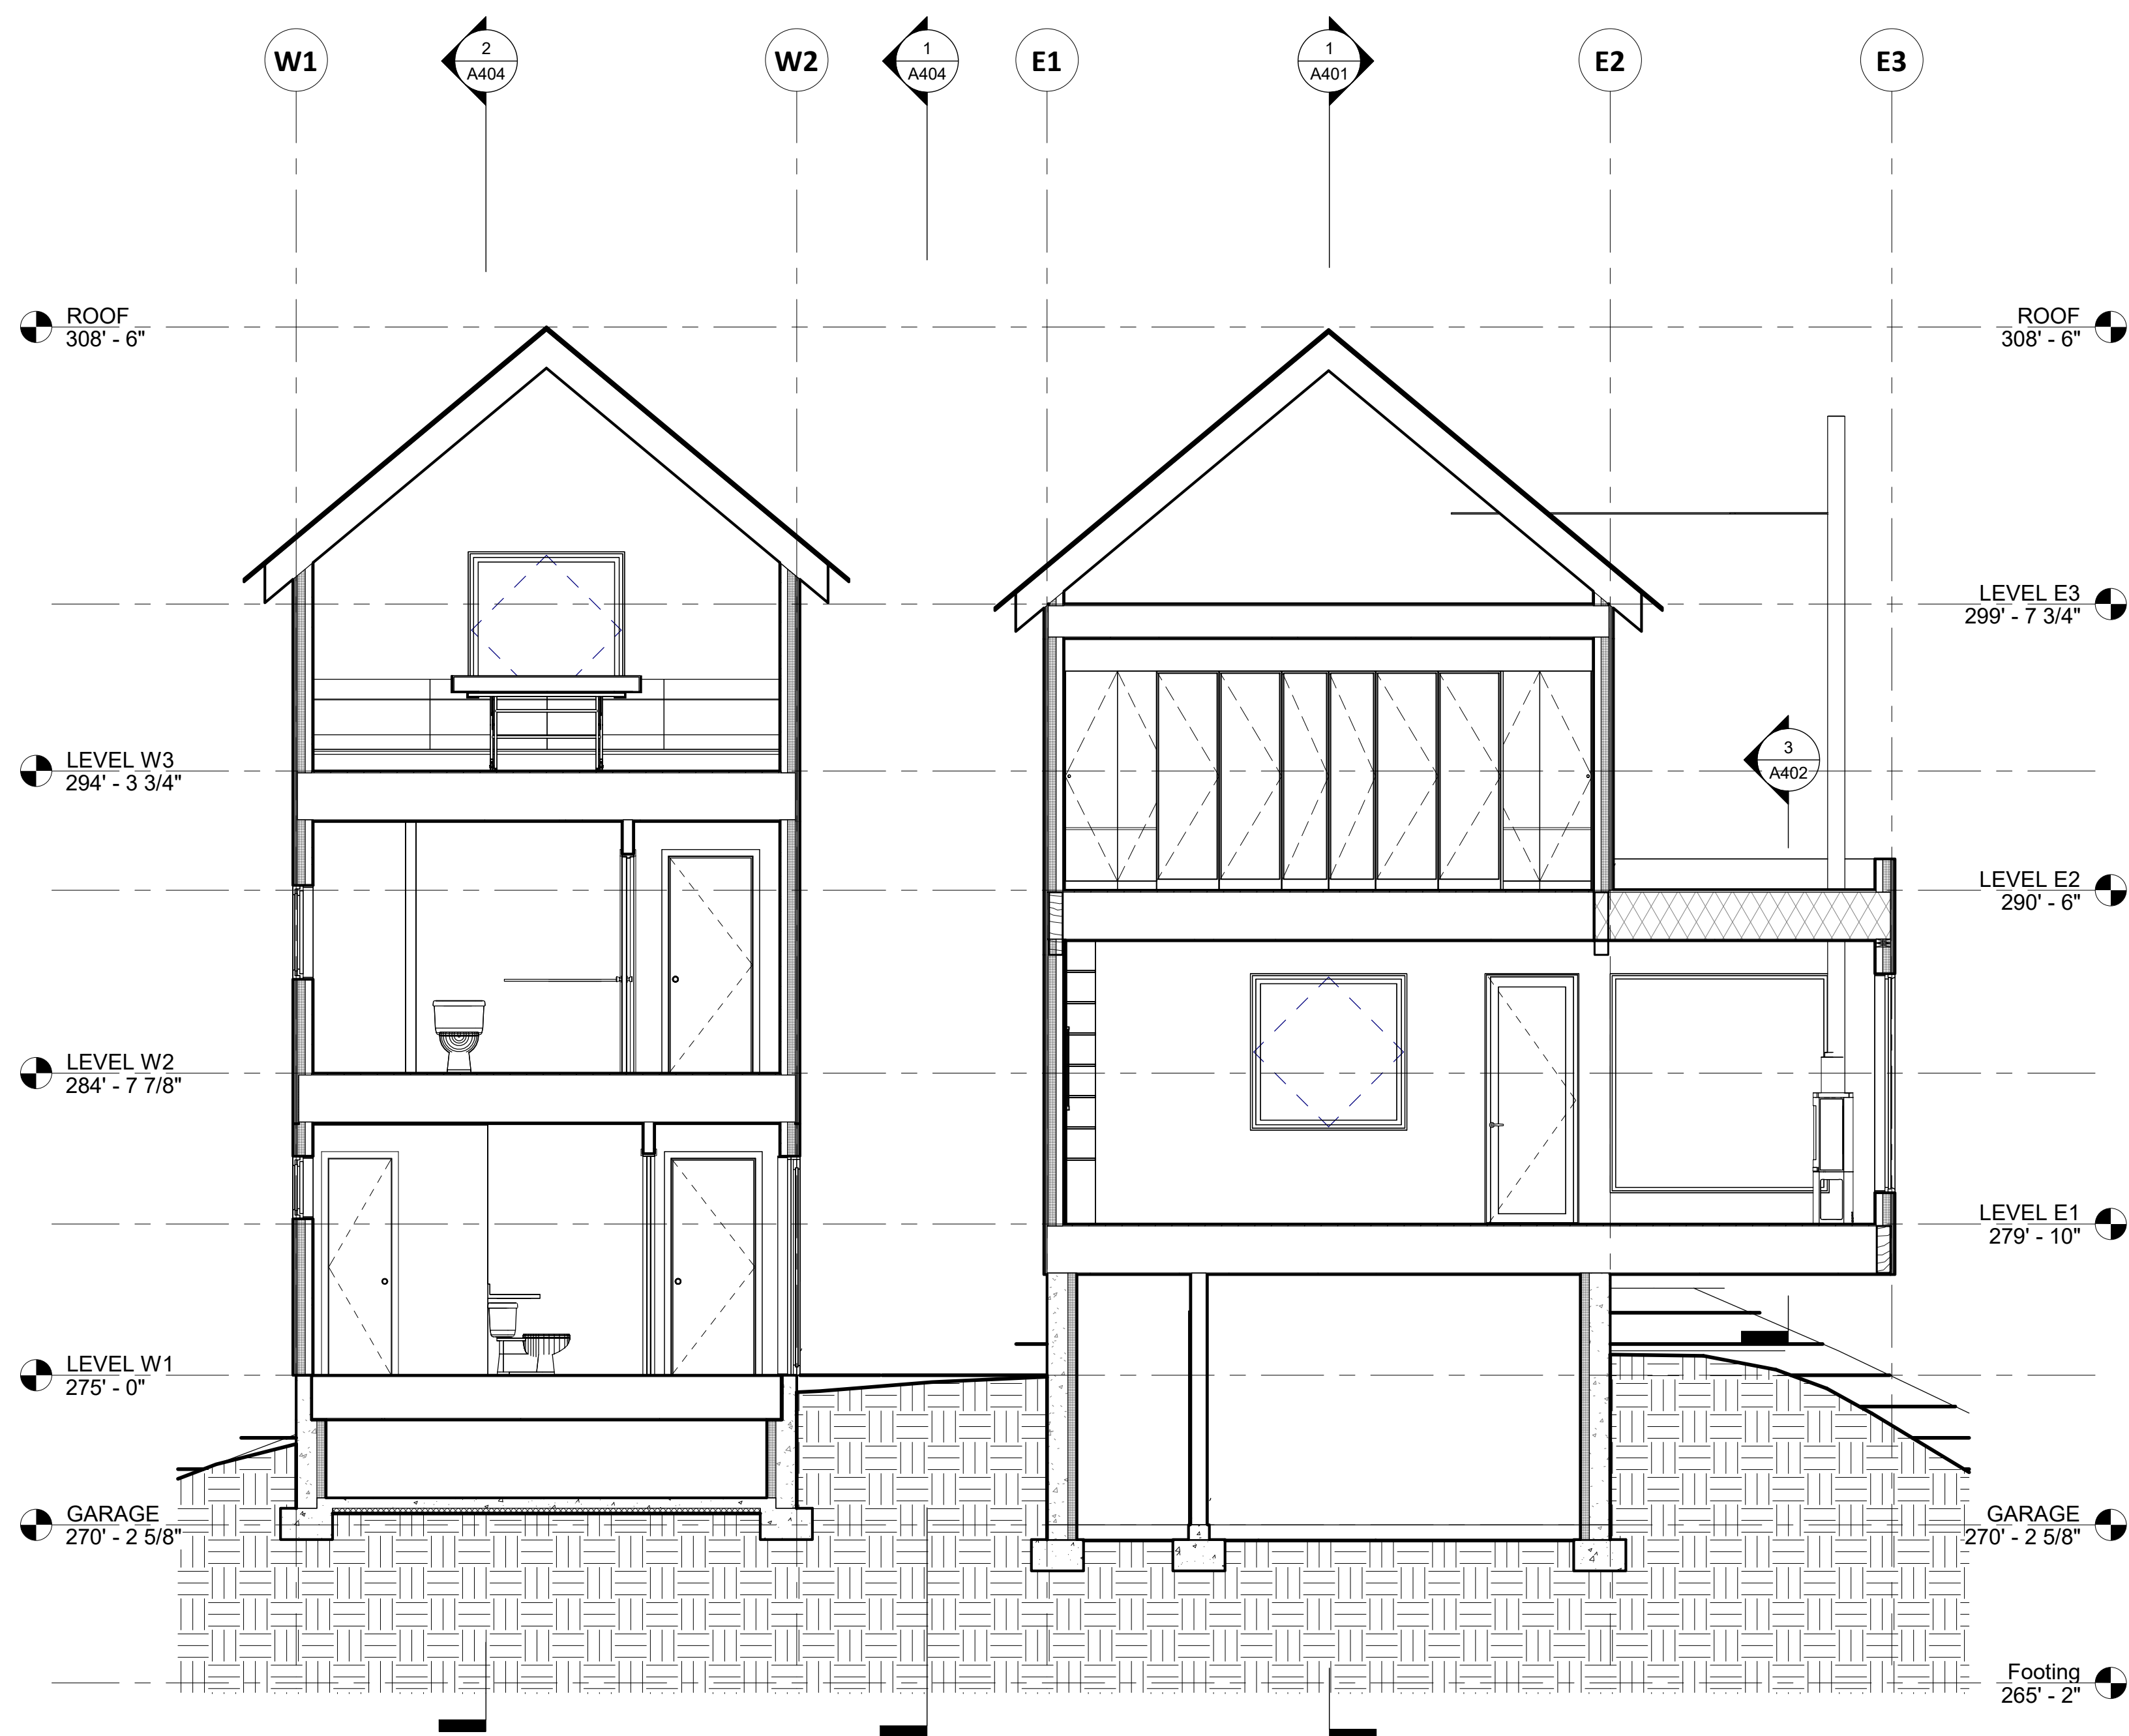 W1
2
A404
W2
1
A404
E1
1
A401
E2
E3
ROOF
308' - 6"
ROOF
308' - 6"
LEVEL E3
299' - 7 3/4"
3
A402
LEVEL W3
294' - 3 3/4"
LEVEL E2
290' - 6"
LEVEL W2
284' - 7 7/8"
LEVEL E1
279' - 10"
LEVEL W1
275' - 0"
GARAGE
270' - 2 5/8"
GARAGE
270' - 2 5/8"
Footing
265' - 2"